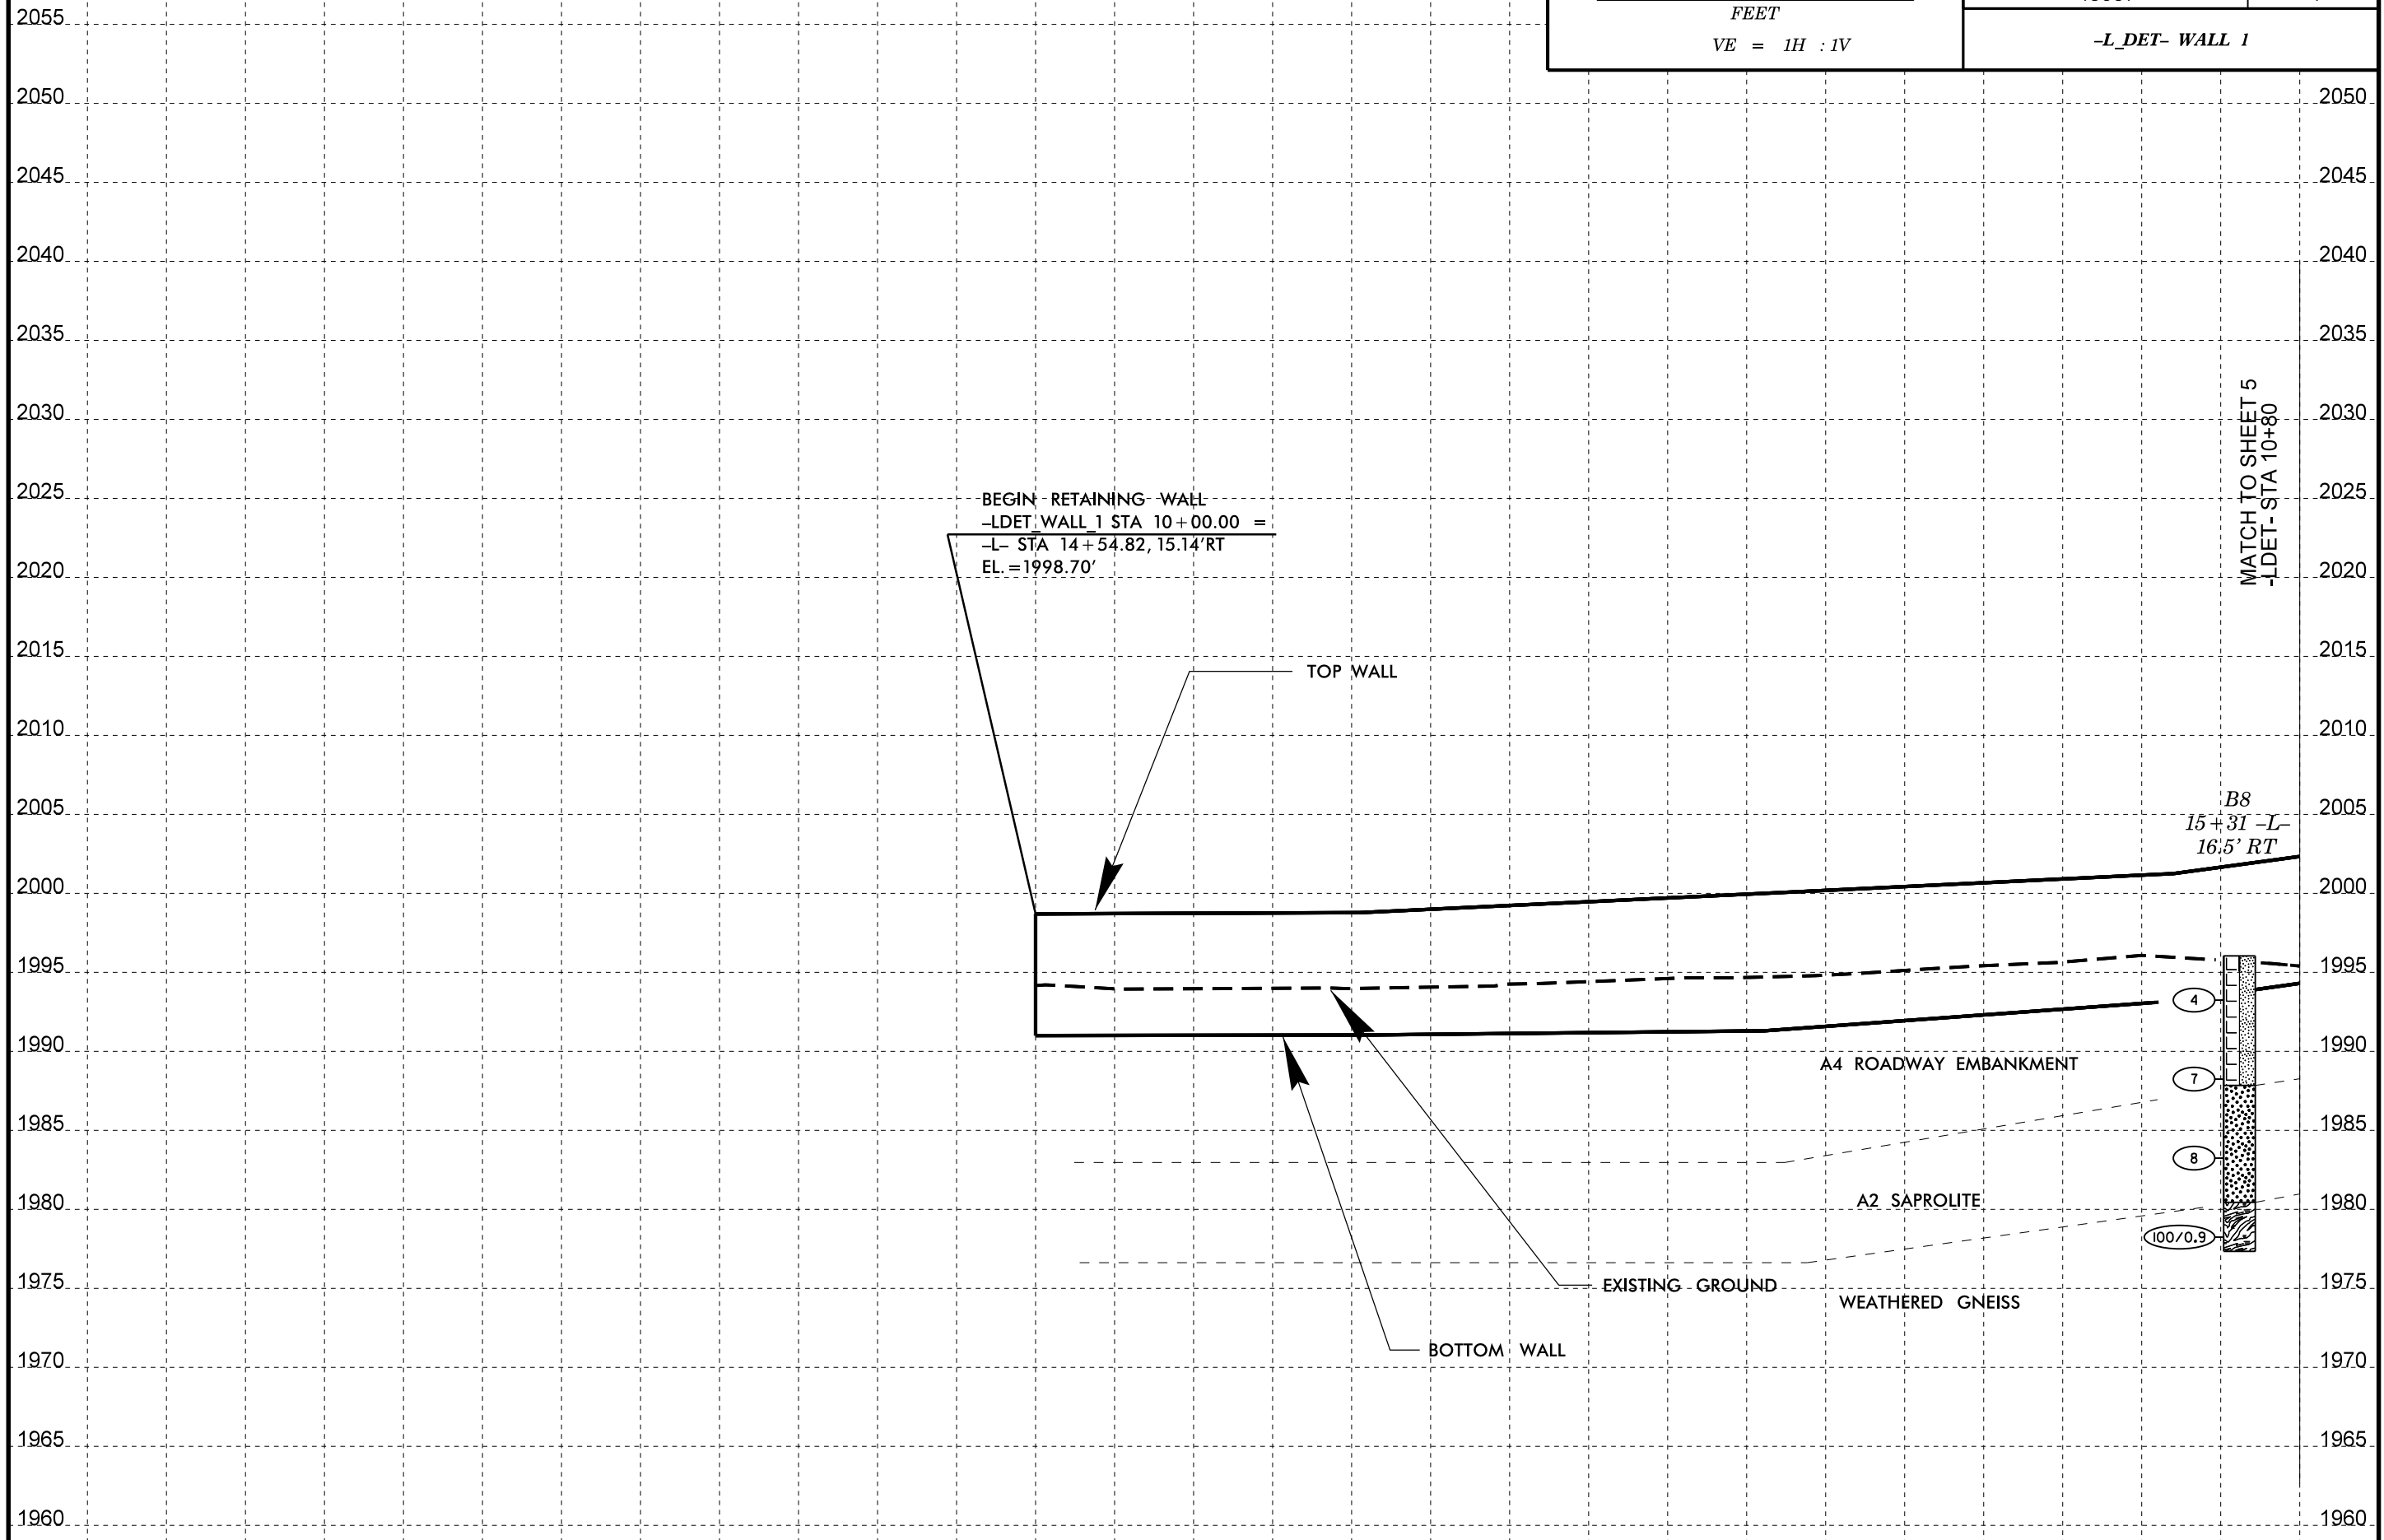 FEET
VE = 1H : 1V
-L_DET- WALL 1
2055
2050 2050
2045 2045
2040 2040
2035 2035
2030 2030
2025 2025
2020 2020
2015 2015
2010 2010
2005 2005
2000 2000
1995 1995
1990 1990
1985 1985
1980 1980
1975 1975
1970 1970
1965 1965
1960 1960
MATCH TO SHEET 5
-LDET- STA 10+80
BEGIN RETAINING WALL
-LDET_WALL_1 STA 10+00.00 =
-L- STA 14+54.82, 15.14'RT
EL.=1998.70'
TOP WALL
B8
15+31 -L-
16.5' RT
4
A4 ROADWAY EMBANKMENT
7
8
A2 SAPROLITE
100/0.9
EXISTING GROUND
WEATHERED GNEISS
BOTTOM WALL